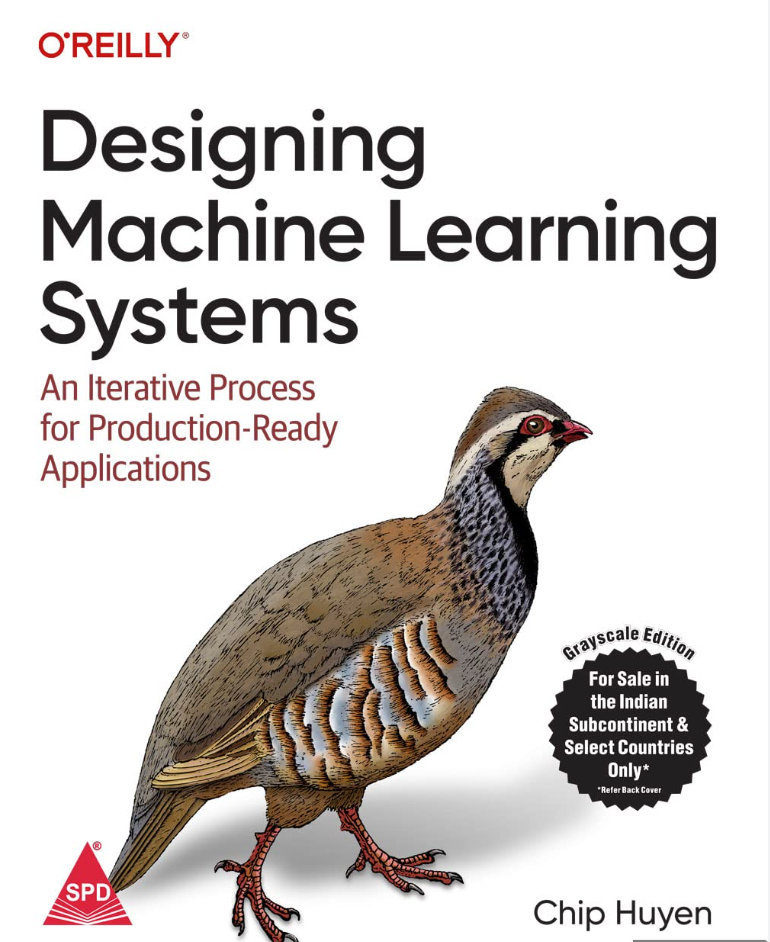 O'REILLY®
Designing
Machine Learning
Systems
An Iterative Process
for Production-Ready
Applications
Grayscale Edition
For Sale in
the Indian
Subcontinent &
Select Countries
Only*
*Refer Back Cover
®
SPD
Chip Huyen